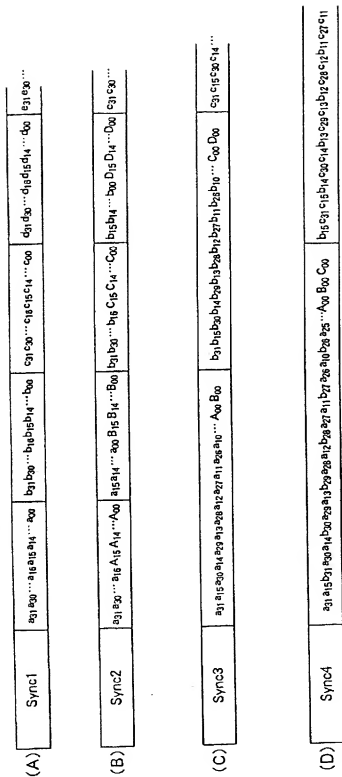 (A) Sync1 a31 a30 ··· a16 a15 a14 ··· a00 b31 b30 ··· b16 b15 b14 ··· b00 c31 c30 ··· c16 c15 c14 ··· c00 d31 d30 ··· d16 d15 d14 ··· d00 e31 e30 ···
(B) Sync2 a31 a30 ··· a16 A15 A14 ··· A00 a15 a14 ··· a00 B15 B14 ··· B00 b31 b30 ··· b16 C15 C14 ··· C00 b15 b14 ··· b00 D15 D14 ··· D00 c31 c30 ···
(C) Sync3 a31 a15 a30 a14 a29 a13 a28 a12 a27 a11 a26 a10 ··· A00 B00 b31 b15 b30 b14 b29 b13 b28 b12 b27 b11 b26 b10 ··· C00 D00 c31 c15 c30 c14 ···
(D) Sync4 a31 a15 b31 a30 a14 b30 a29 a13 b29 a28 a12 b28 a27 a11 b27 a26 a10 b26 a25 ··· A00 B00 C00 b15 c31 c15 b14 c30 c14 b13 c29 c13 b12 c28 c12 b11 c27 c11